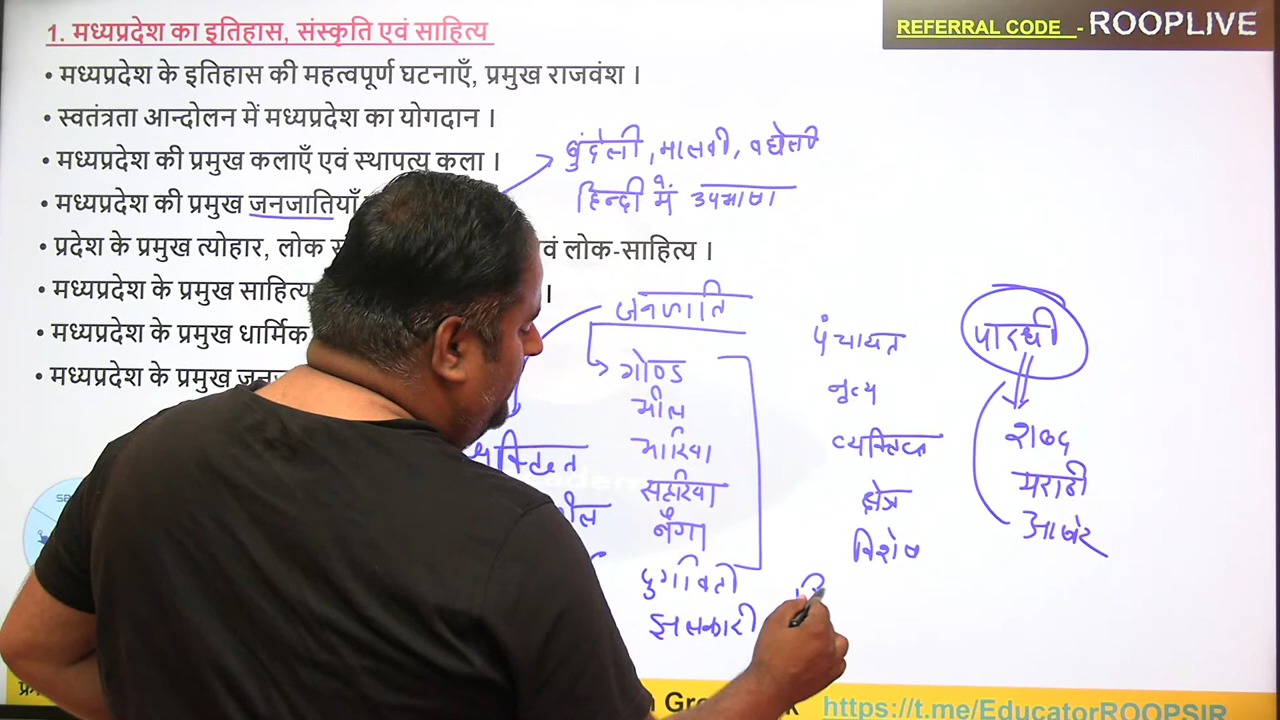 1. मध्यप्रदेश का इतिहास, संस्कृति एवं साहित्य
REFERRAL CODE - ROOPLIVE
• मध्यप्रदेश के इतिहास की महत्वपूर्ण घटनाएँ, प्रमुख राजवंश ।
• स्वतंत्रता आन्दोलन में मध्यप्रदेश का योगदान ।
• मध्यप्रदेश की प्रमुख कलाएँ एवं स्थापत्य कला ।
• मध्यप्रदेश की प्रमुख जनजातियाँ
• प्रदेश के प्रमुख त्योहार, लोक
वं लोक-साहित्य ।
• मध्यप्रदेश के प्रमुख
• मध्यप्रदेश के प्रमुख धार्मिक
• मध्यप्रदेश के प्रमुख
बुंदेली, मालवी, बघेली
हिन्दी में उपभाषा
जनजाति
गोण्ड
भील
भारिया
सहरिया
बैगा
दुर्गावती
झलकारी
पंचायत
नृत्य
व्यक्तित्व
क्षेत्र
विशेष
पारधी
शब्द
मराठी
आखेट
https://t.me/EducatorROOPSIR